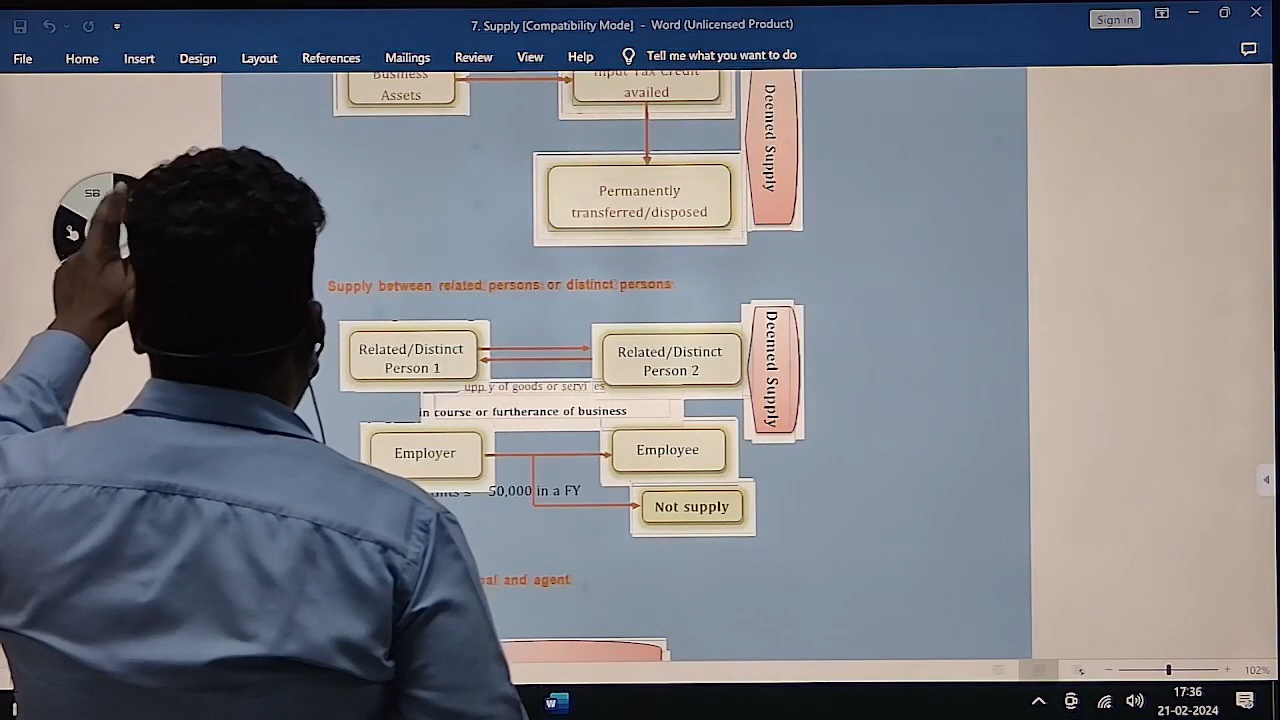 7. Supply [Compatibility Mode] - Word (Unlicensed Product)
Sign in
File Home Insert Design Layout References Mailings Review View Help Tell me what you want to do
Business
Assets
Input Tax Credit
availed
Deemed Supply
Permanently
transferred/disposed
Supply between related persons or distinct persons
Related/Distinct
Person 1
Related/Distinct
Person 2
Deemed Supply
of goods or
in course or furtherance of business
Employer
Employee
50,000 in a FY
Not supply
and agent
102%
17:36
21-02-2024